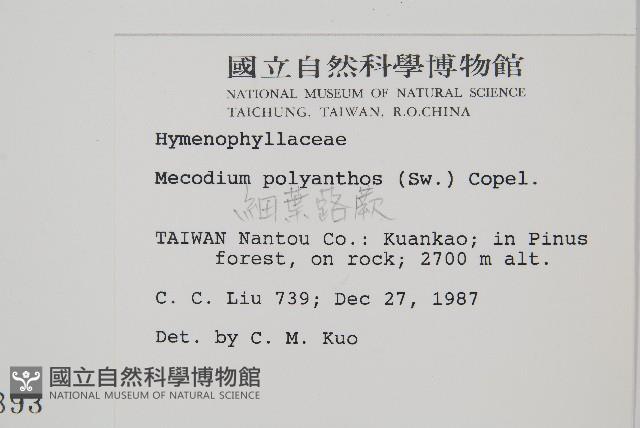 國立自然科學博物館
NATIONAL MUSEUM OF NATURAL SCIENCE
TAICHUNG, TAIWAN, R.O.CHINA
Hymenophyllaceae
Mecodium polyanthos (Sw.) Copel.
細葉蕗蕨
TAIWAN Nantou Co.: Kuankao; in Pinus
forest, on rock; 2700 m alt.
C. C. Liu 739; Dec 27, 1987
Det. by C. M. Kuo
國立自然科學博物館
NATIONAL MUSEUM OF NATURAL SCIENCE
893